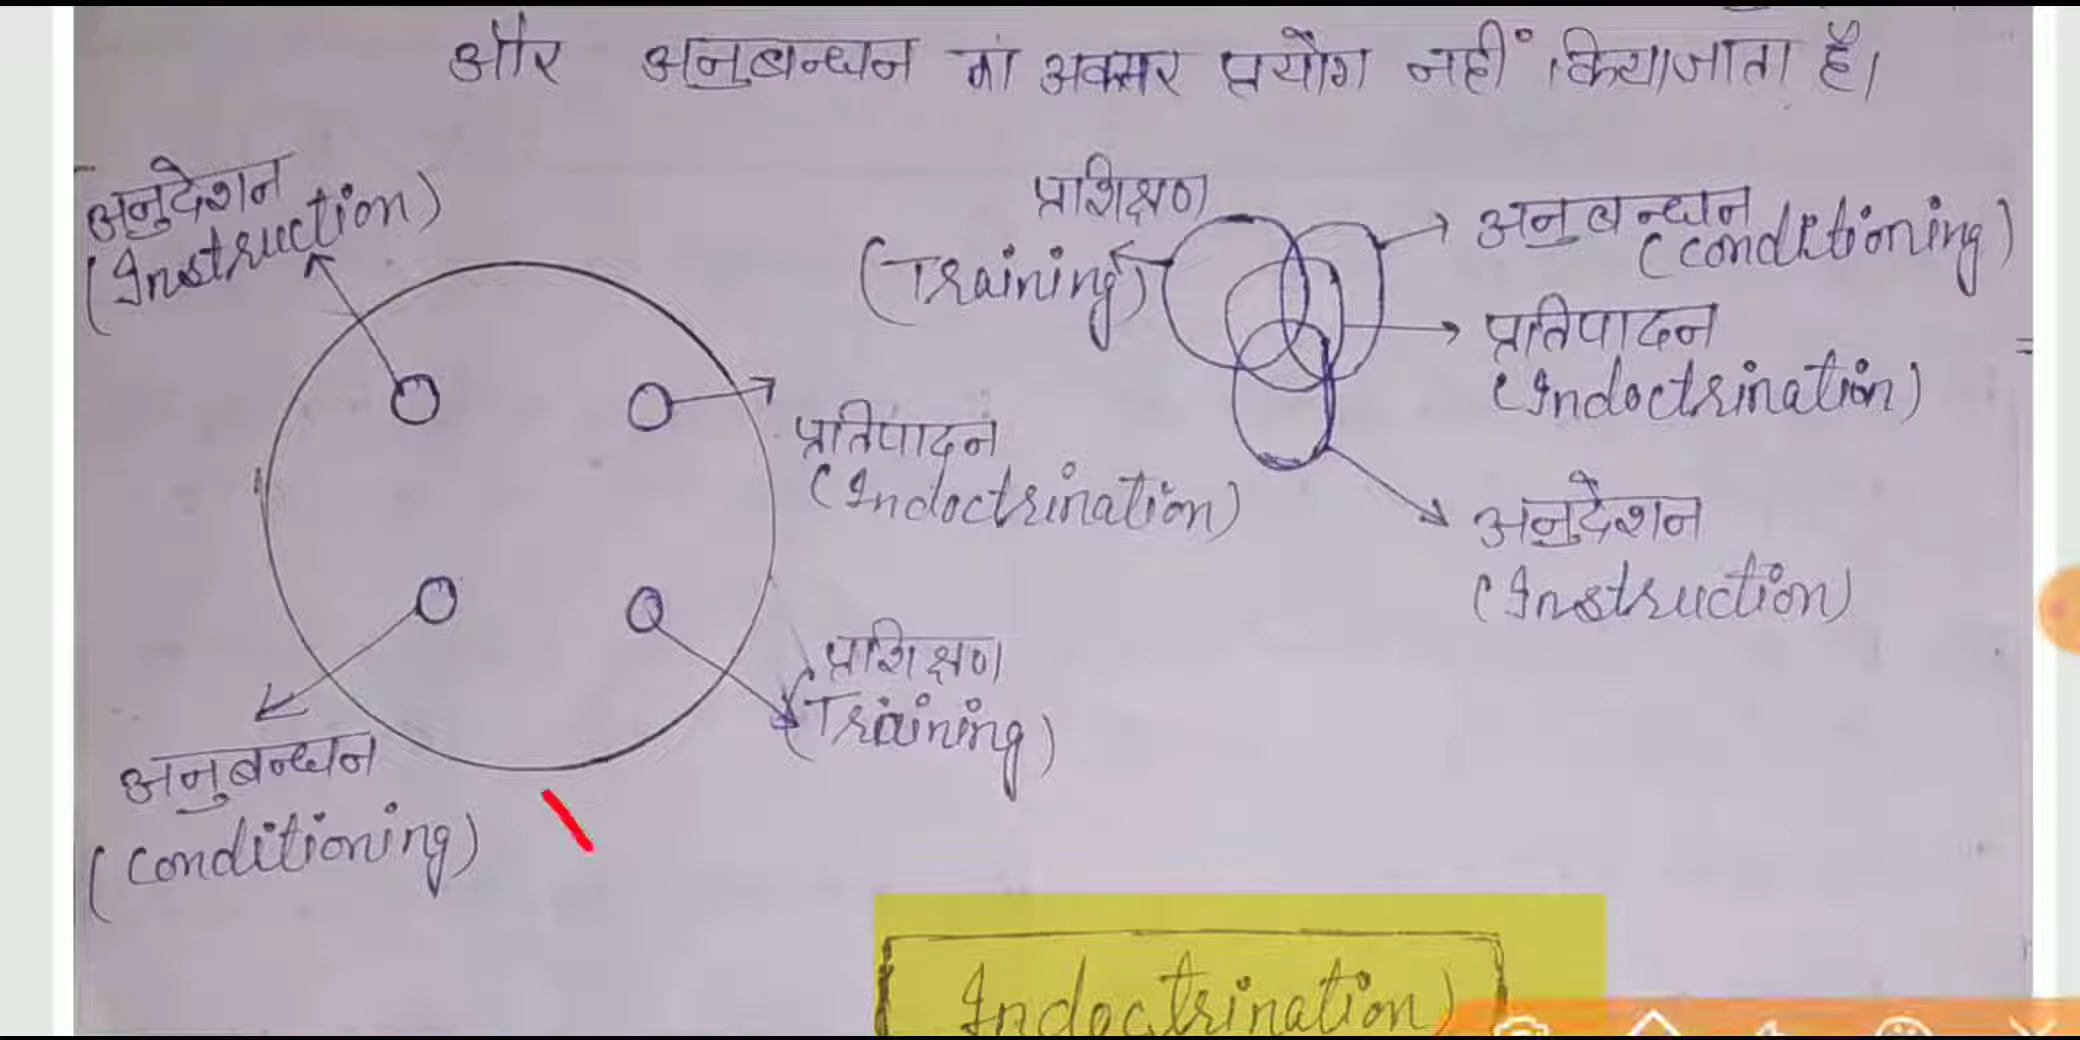 और अनुबन्धन का अक्सर प्रयोग नहीं किया जाता है।
अनुदेशन
(Instruction)
प्रतिपादन
(Indoctrination)
अनुबन्धन
(Conditioning)
प्रशिक्षण
(Training)
प्रशिक्षण
(Training)
अनुबन्धन
(Conditioning)
प्रतिपादन
(Indoctrination)
अनुदेशन
(Instruction)
Indoctrination)